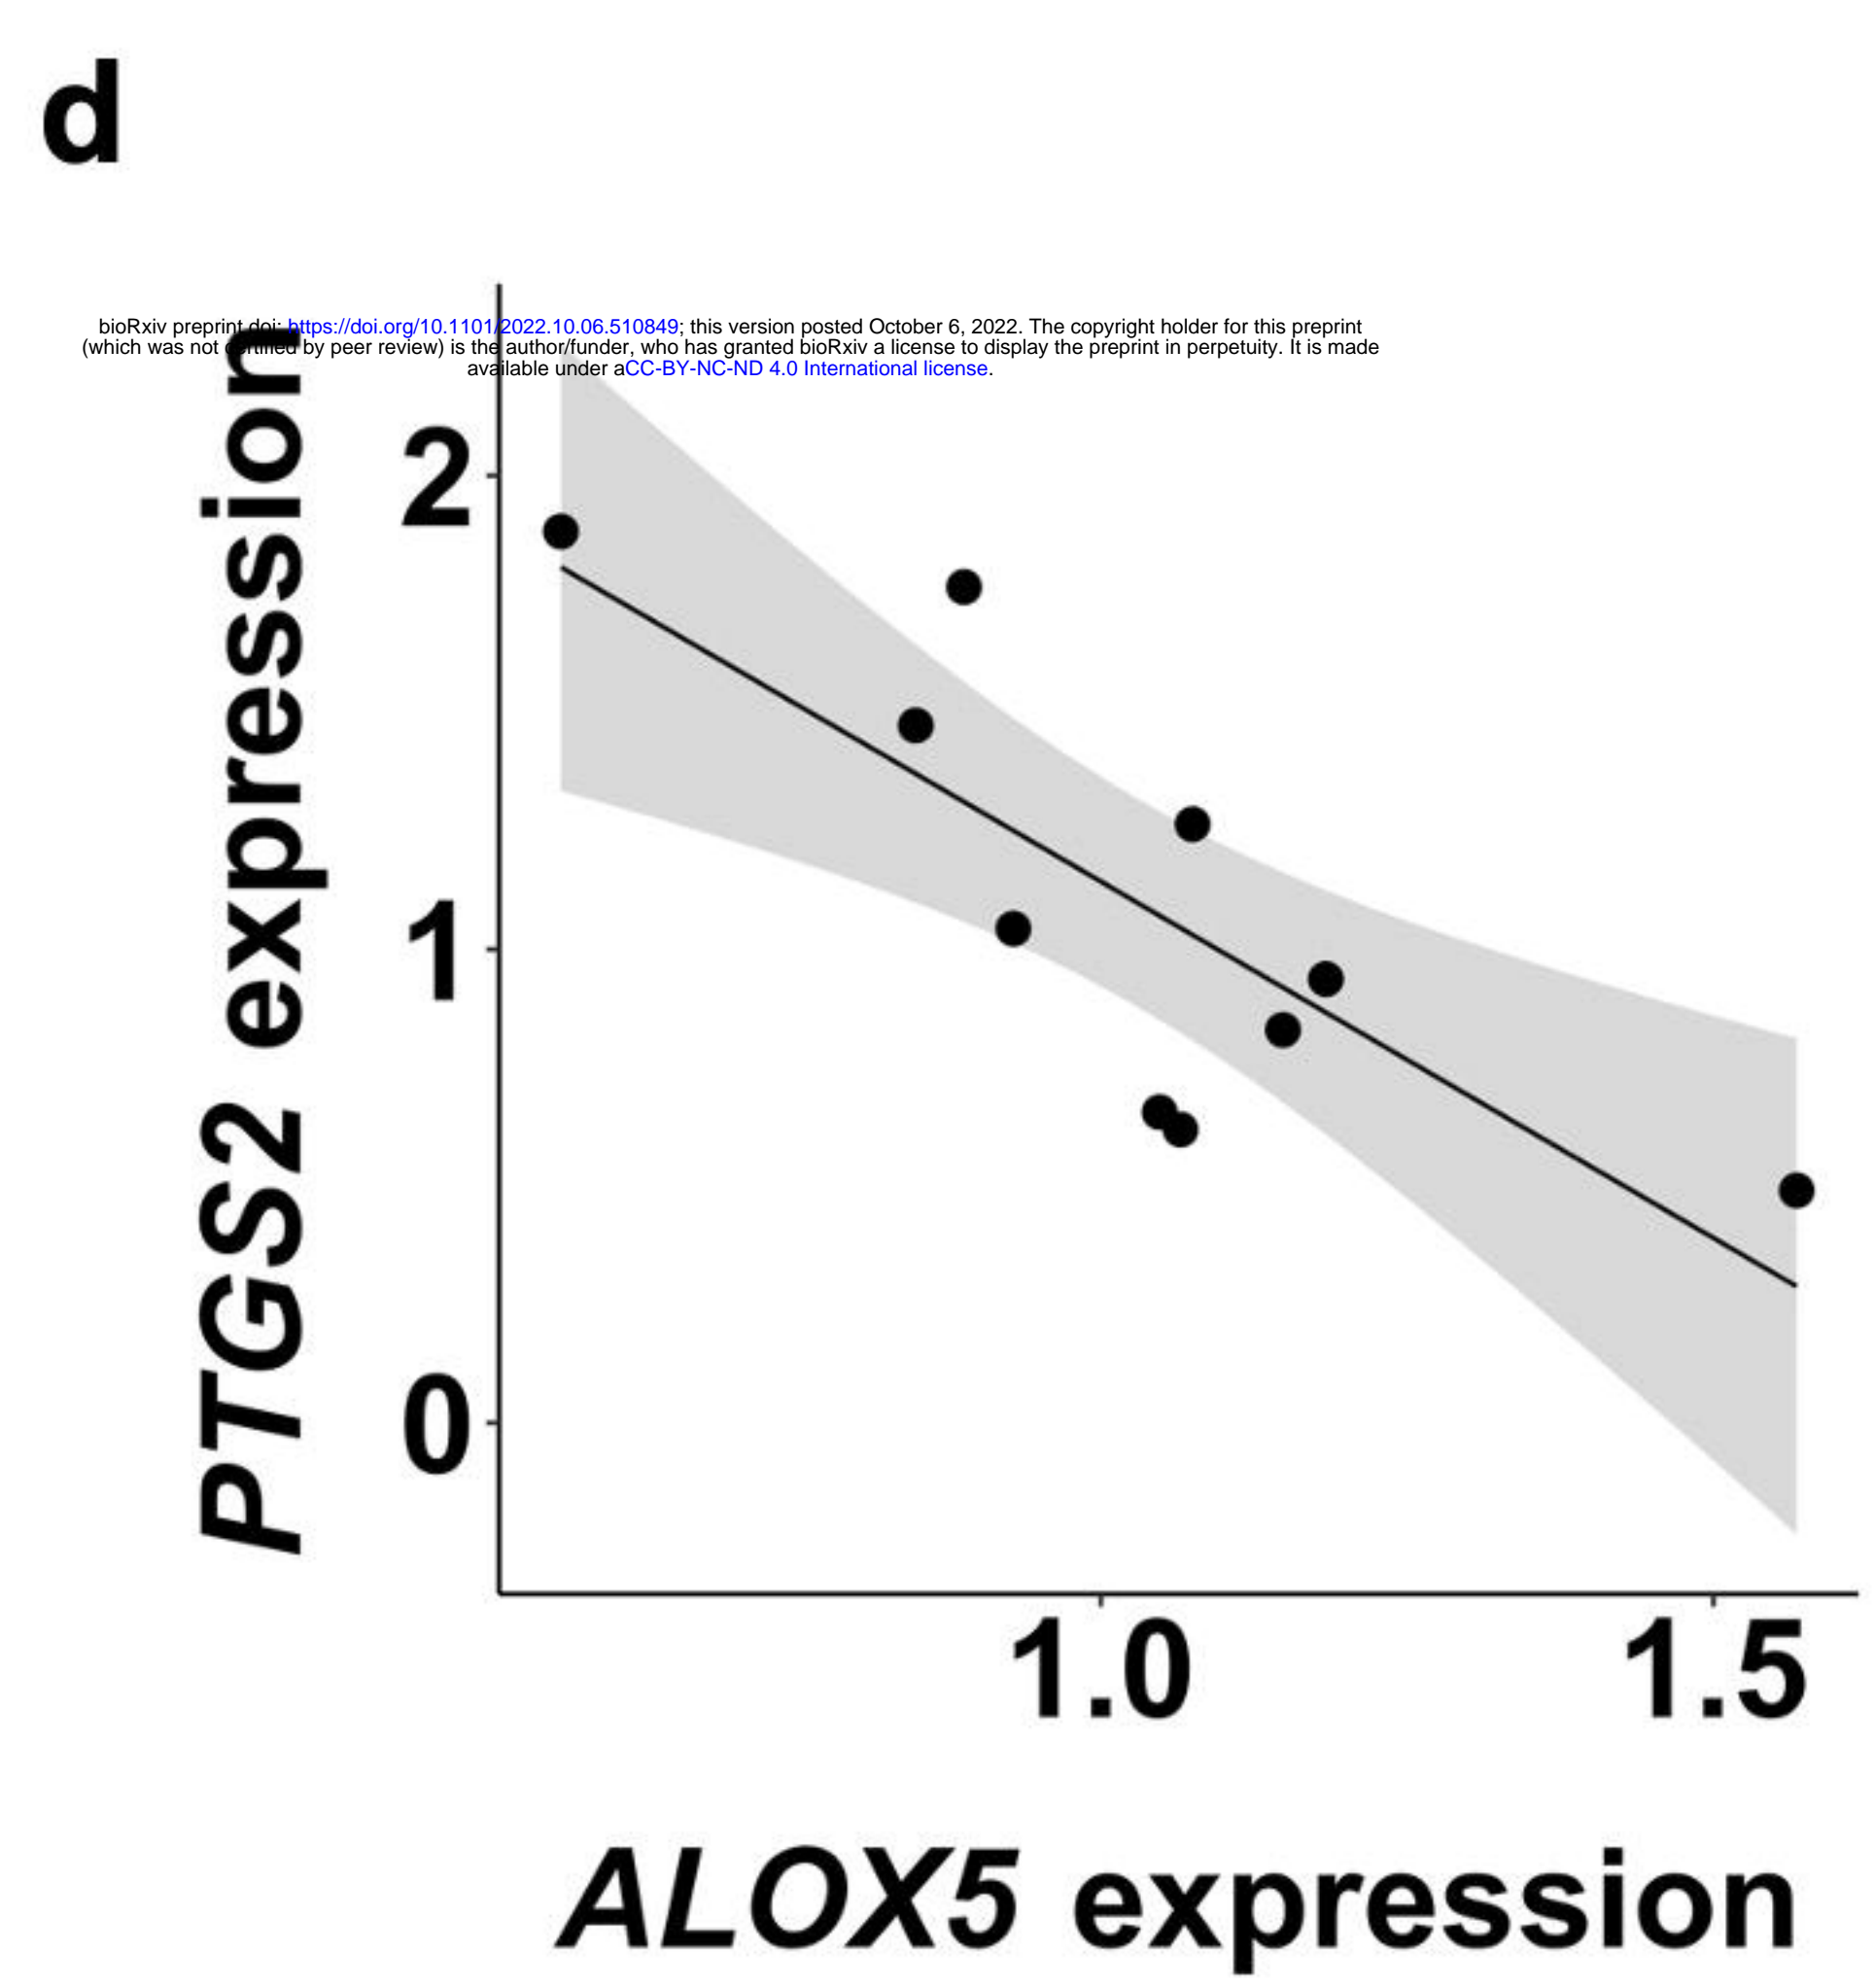 d
bioRxiv preprint doi: https://doi.org/10.1101/2022.10.06.510849; this version posted October 6, 2022. The copyright holder for this preprint
(which was not certified by peer review) is the author/funder, who has granted bioRxiv a license to display the preprint in perpetuity. It is made
available under aCC-BY-NC-ND 4.0 International license.
PTGS2 expression
2
1
0
1.0 1.5
ALOX5 expression